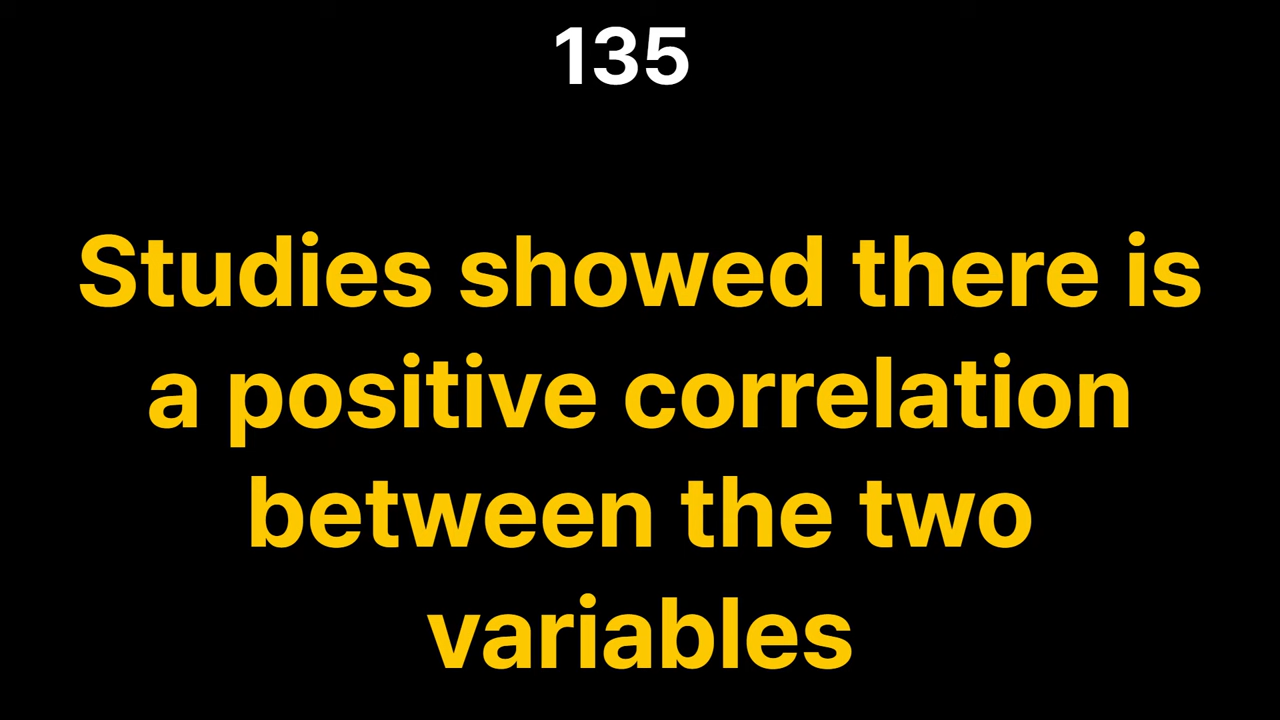 135
Studies showed there is
a positive correlation
between the two
variables